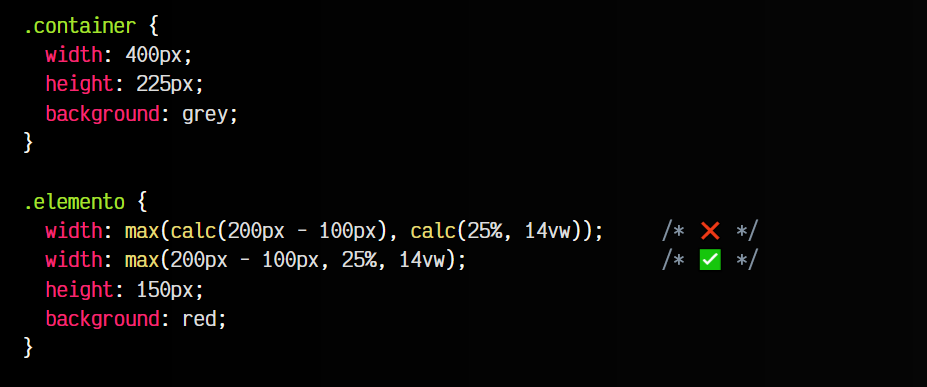 .container {
  width: 400px;
  height: 225px;
  background: grey;
}

.elemento {
  width: max(calc(200px - 100px), calc(25%, 14vw));     /* ❌ */
  width: max(200px - 100px, 25%, 14vw);                 /* ✅ */
  height: 150px;
  background: red;
}